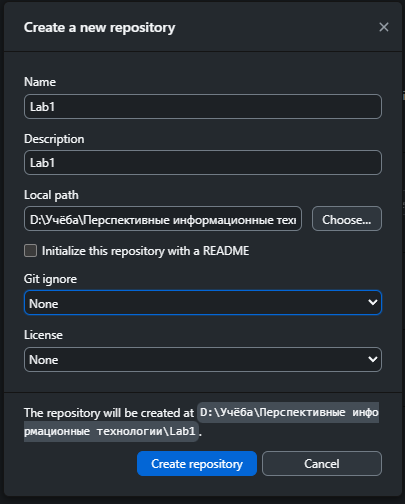 Create a new repository
Name
Lab1
Description
Lab1
Local path
D:\Учёба\Перспективные информационные техн
Choose...
Initialize this repository with a README
Git ignore
None
License
None
The repository will be created at D:\Учёба\Перспективные инфо
рмационные технологии\Lab1.
Create repository
Cancel